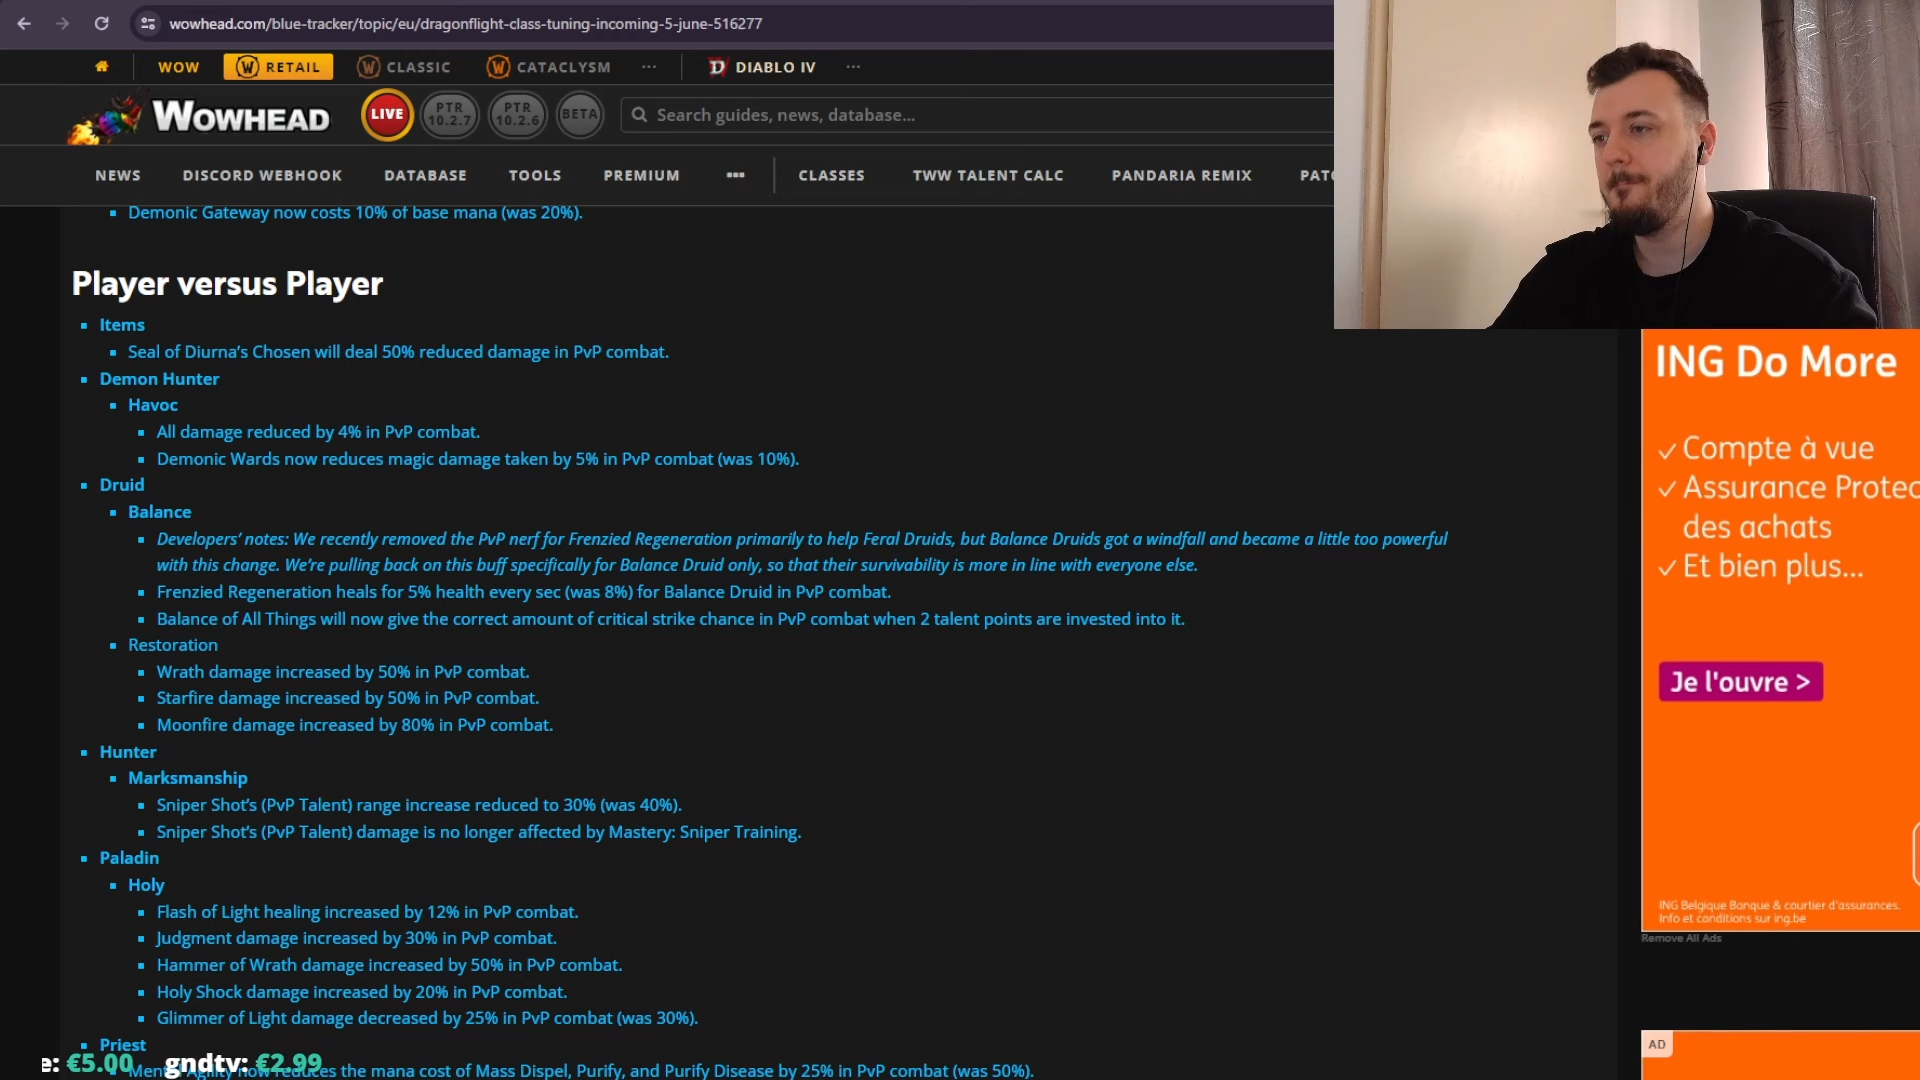 wowhead.com/blue-tracker/topic/eu/dragonflight-class-tuning-incoming-5-june-516277
WOW RETAIL CLASSIC CATACLYSM ... DIABLO IV ...
WOWHEAD LIVE PTR 10.2.7 PTR 10.2.6 BETA Search guides, news, database...
NEWS DISCORD WEBHOOK DATABASE TOOLS PREMIUM ... CLASSES TWW TALENT CALC PANDARIA REMIX PAT
Demonic Gateway now costs 10% of base mana (was 20%).
Player versus Player
Items
Seal of Diurna's Chosen will deal 50% reduced damage in PvP combat.
Demon Hunter
Havoc
All damage reduced by 4% in PvP combat.
Demonic Wards now reduces magic damage taken by 5% in PvP combat (was 10%).
Druid
Balance
Developers' notes: We recently removed the PvP nerf for Frenzied Regeneration primarily to help Feral Druids, but Balance Druids got a windfall and became a little too powerful
with this change. We're pulling back on this buff specifically for Balance Druid only, so that their survivability is more in line with everyone else.
Frenzied Regeneration heals for 5% health every sec (was 8%) for Balance Druid in PvP combat.
Balance of All Things will now give the correct amount of critical strike chance in PvP combat when 2 talent points are invested into it.
Restoration
Wrath damage increased by 50% in PvP combat.
Starfire damage increased by 50% in PvP combat.
Moonfire damage increased by 80% in PvP combat.
Hunter
Marksmanship
Sniper Shot's (PvP Talent) range increase reduced to 30% (was 40%).
Sniper Shot's (PvP Talent) damage is no longer affected by Mastery: Sniper Training.
Paladin
Holy
Flash of Light healing increased by 12% in PvP combat.
Judgment damage increased by 30% in PvP combat.
Hammer of Wrath damage increased by 50% in PvP combat.
Holy Shock damage increased by 20% in PvP combat.
Glimmer of Light damage decreased by 25% in PvP combat (was 30%).
Priest
Mental Agility now reduces the mana cost of Mass Dispel, Purify, and Purify Disease by 25% in PvP combat (was 50%).
e: €5.00 gndtv: €2.99
ING Do More
✓ Compte à vue
✓ Assurance Protec
des achats
✓ Et bien plus...
Je l'ouvre >
ING Belgique Banque & courtier d'assurances.
Info et conditions sur ing.be
Remove All Ads
AD